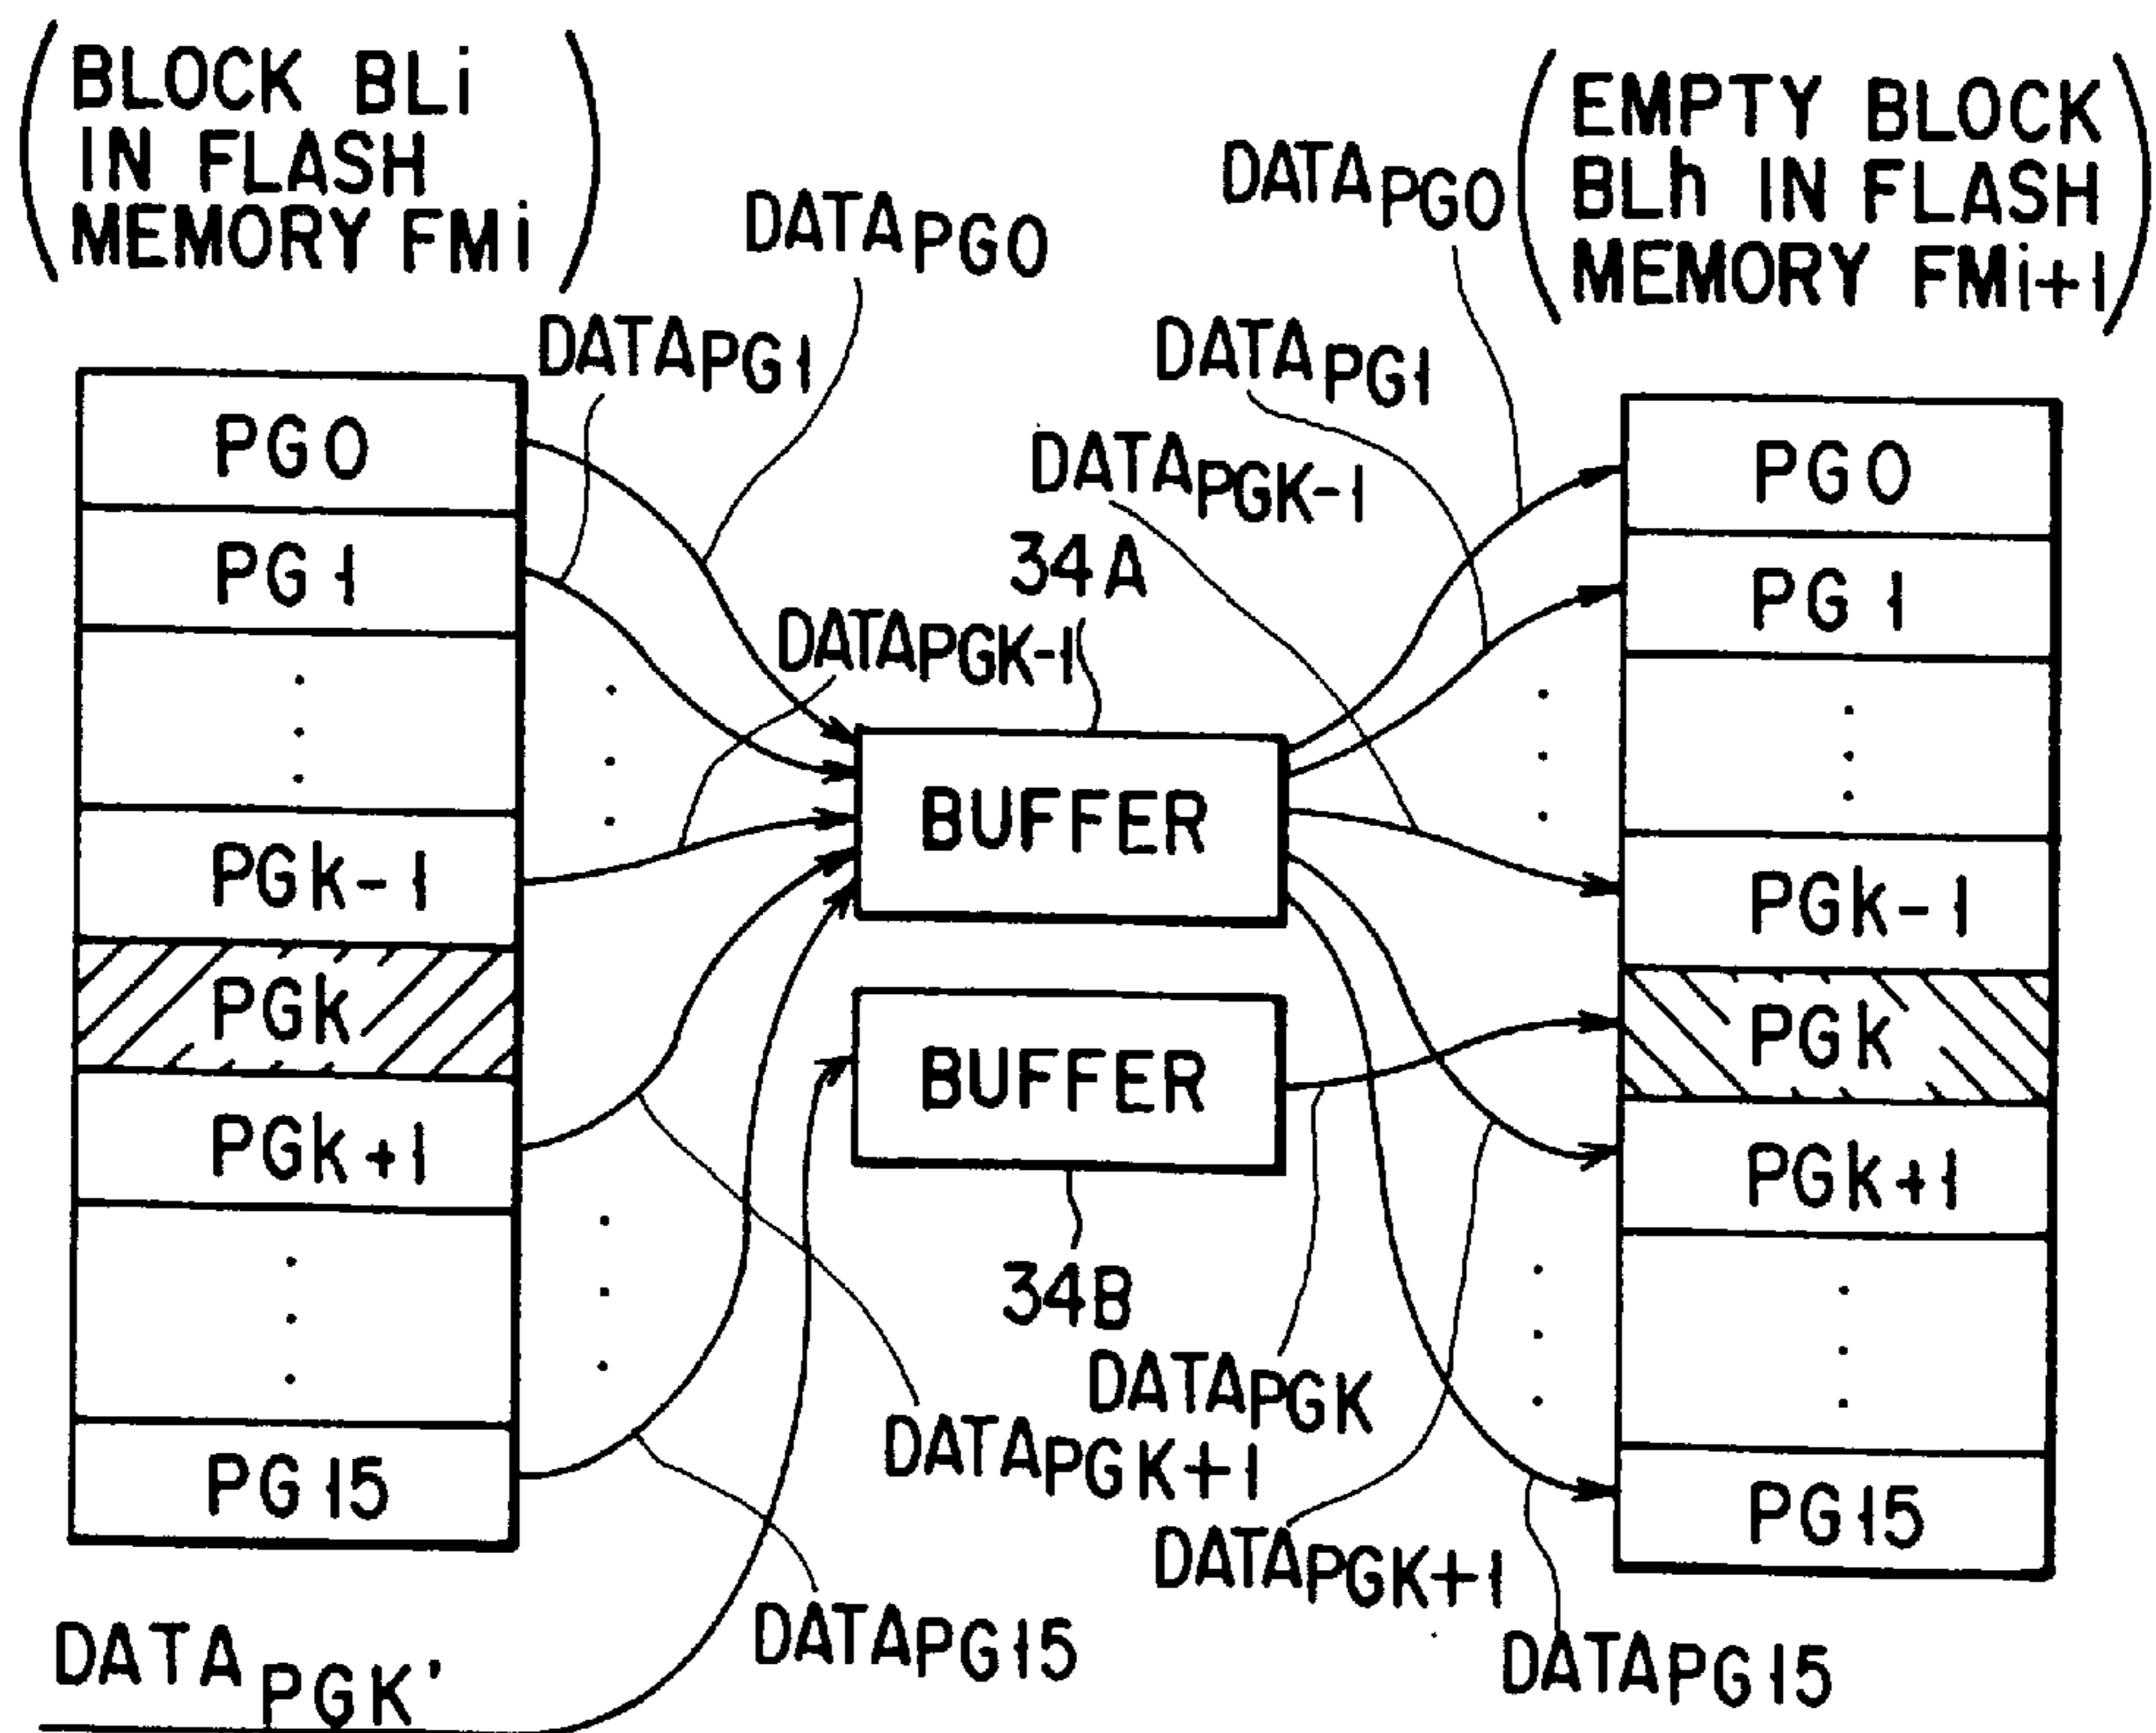 BLOCK BLi
IN FLASH
MEMORY FMi
EMPTY BLOCK
BLh IN FLASH
MEMORY FMi+1
DATAPG0
DATAPG0
DATAPG1
DATAPG1
DATAPGK-1
34A
DATAPGK-1
PG0
PG1
PGk-1
PGk
PGk+1
PG15
BUFFER
BUFFER
34B
PG0
PG1
PGk-1
PGk
PGk+1
PG15
DATAPGK
DATAPGK+1
DATAPGK+1
DATAPG15
DATAPG15
DATAPGK'